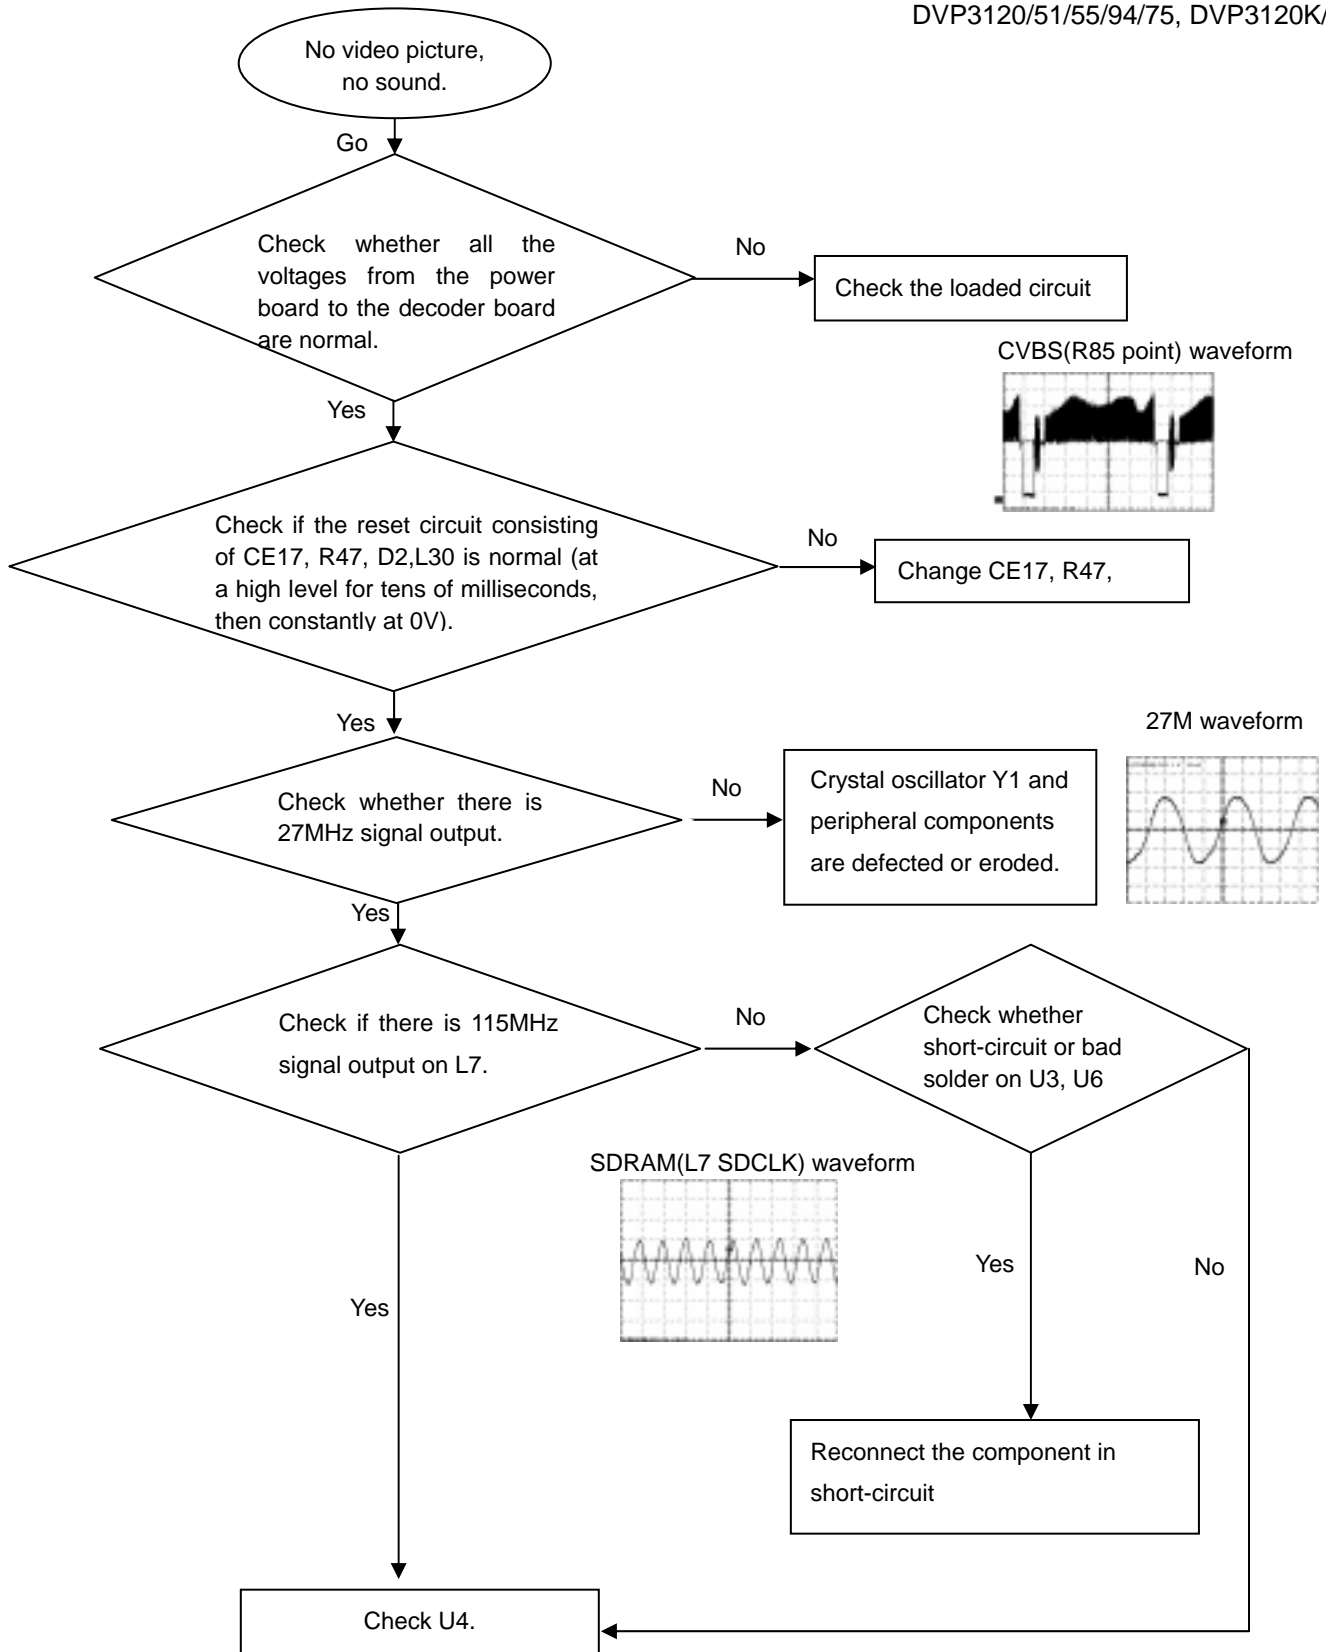 DVP3120/51/55/94/75, DVP3120K/
No video picture,
no sound.
Go
Check whether all the
voltages from the power
board to the decoder board
are normal.
No
Check the loaded circuit
CVBS(R85 point) waveform
Yes
Check if the reset circuit consisting
of CE17, R47, D2,L30 is normal (at
a high level for tens of milliseconds,
then constantly at 0V).
No
Change CE17, R47,
Yes
27M waveform
Check whether there is
27MHz signal output.
No
Crystal oscillator Y1 and
peripheral components
are defected or eroded.
Yes
Check if there is 115MHz
signal output on L7.
No
Check whether
short-circuit or bad
solder on U3, U6
SDRAM(L7 SDCLK) waveform
Yes
No
Yes
Reconnect the component in
short-circuit
Check U4.